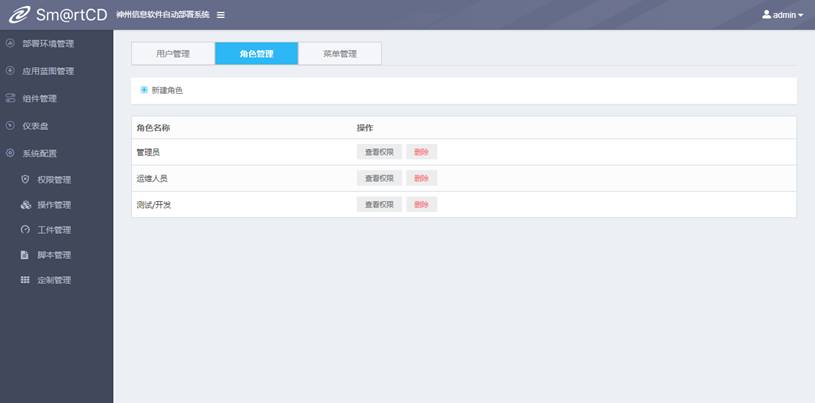 Sm@rtCD 神州信息软件自动部署系统 admin
部署环境管理
应用蓝图管理
组件管理
仪表盘
系统配置
权限管理
操作管理
工件管理
脚本管理
定制管理
用户管理 角色管理 菜单管理
新建角色
角色名称 操作
管理员 查看权限 删除
运维人员 查看权限 删除
测试/开发 查看权限 删除